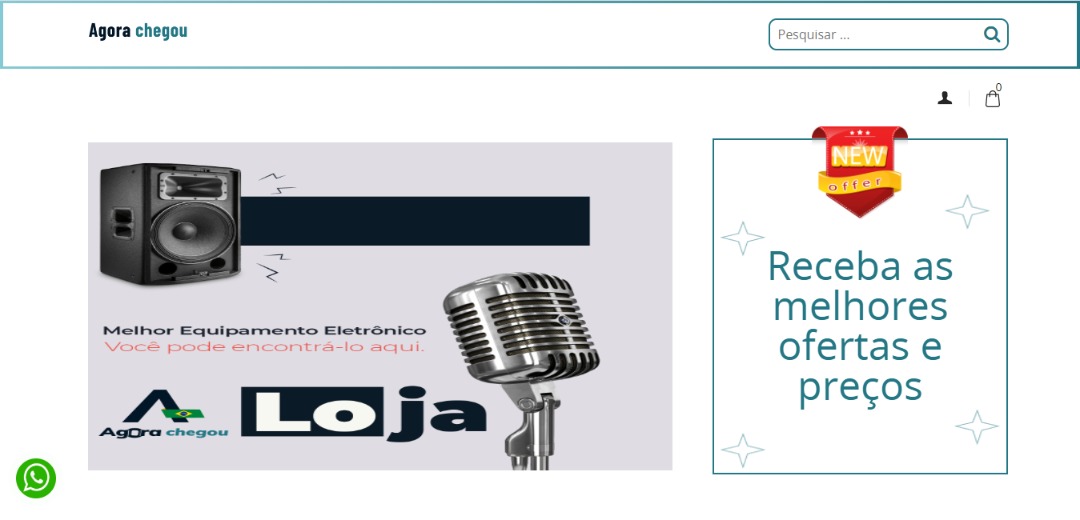 Agora chegou
Pesquisar ...
0
NEW
offer
Receba as
melhores
ofertas e
preços
Melhor Equipamento Eletrônico
Você pode encontrá-lo aqui.
Agora chegou
Loja